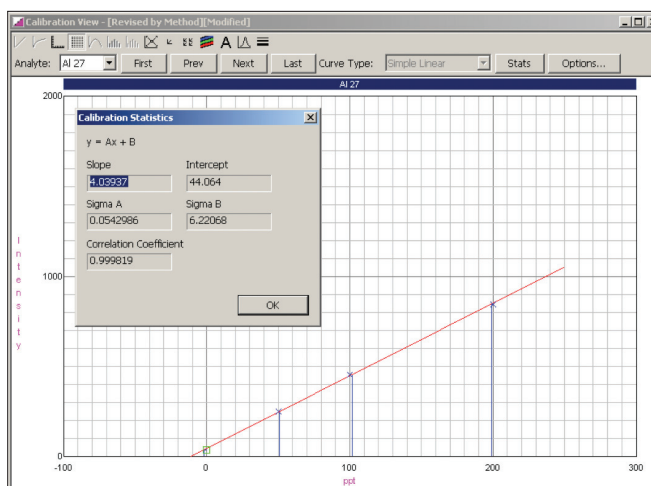 Calibration View - [Revised by Method][Modified]
A
Analyte: Al 27 First Prev Next Last Curve Type: Simple Linear Stats Options...
Al 27
2000
Calibration Statistics
y = Ax + B
Slope Intercept
4.03937 44.064
Sigma A Sigma B
0.0542986 6.22068
Correlation Coefficient
0.999819
OK
Intensity
1000
0
-100 0 100 200 300
ppt